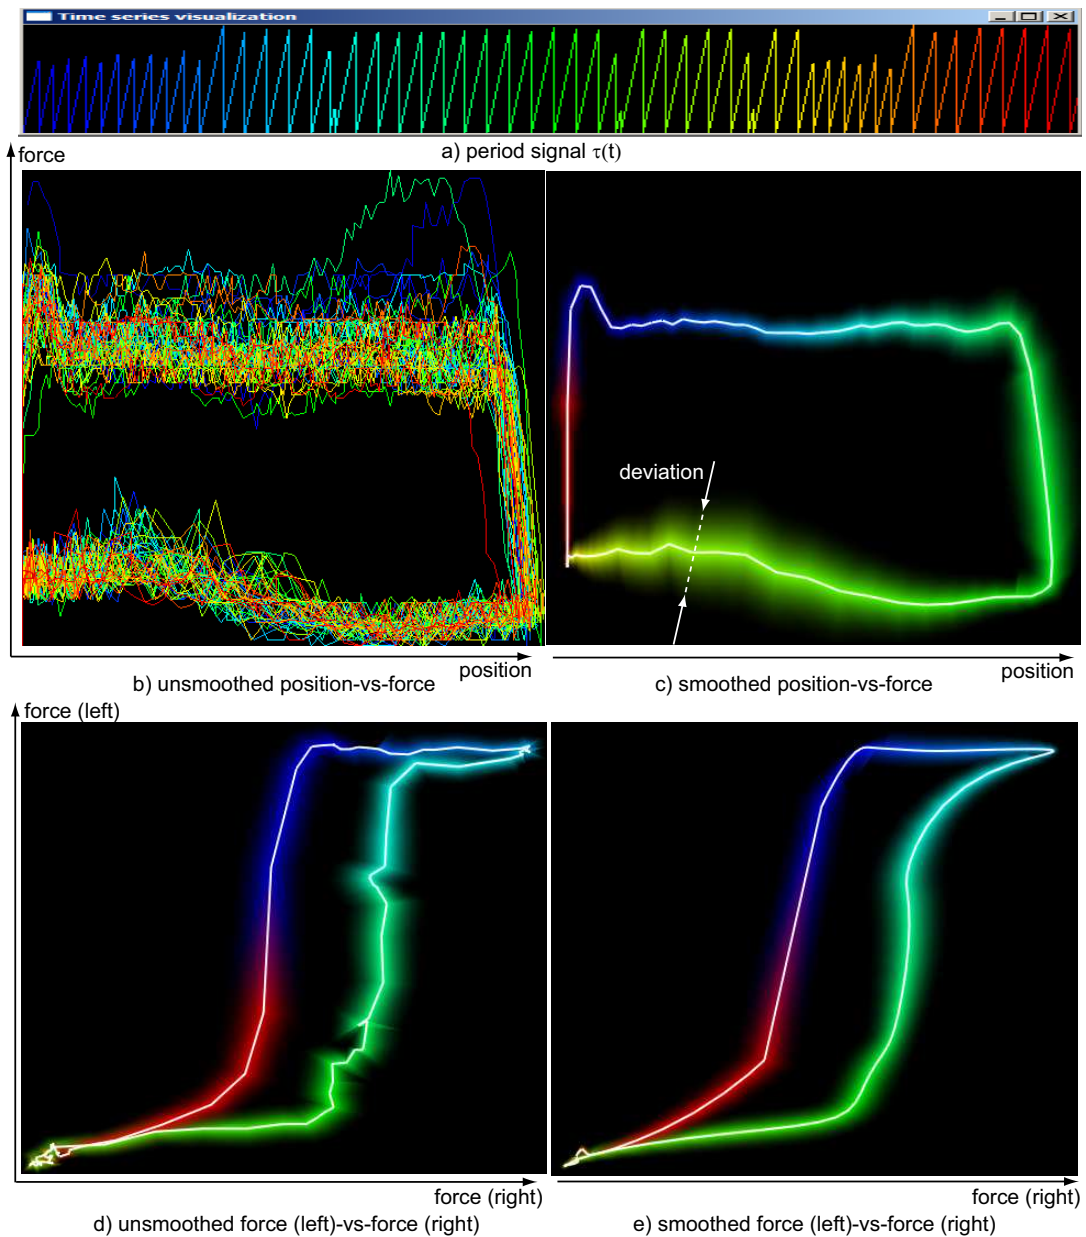 Time series visualization
a) period signal τ(t)
force
deviation
position
position
b) unsmoothed position-vs-force
c) smoothed position-vs-force
force (left)
force (right)
force (right)
d) unsmoothed force (left)-vs-force (right)
e) smoothed force (left)-vs-force (right)